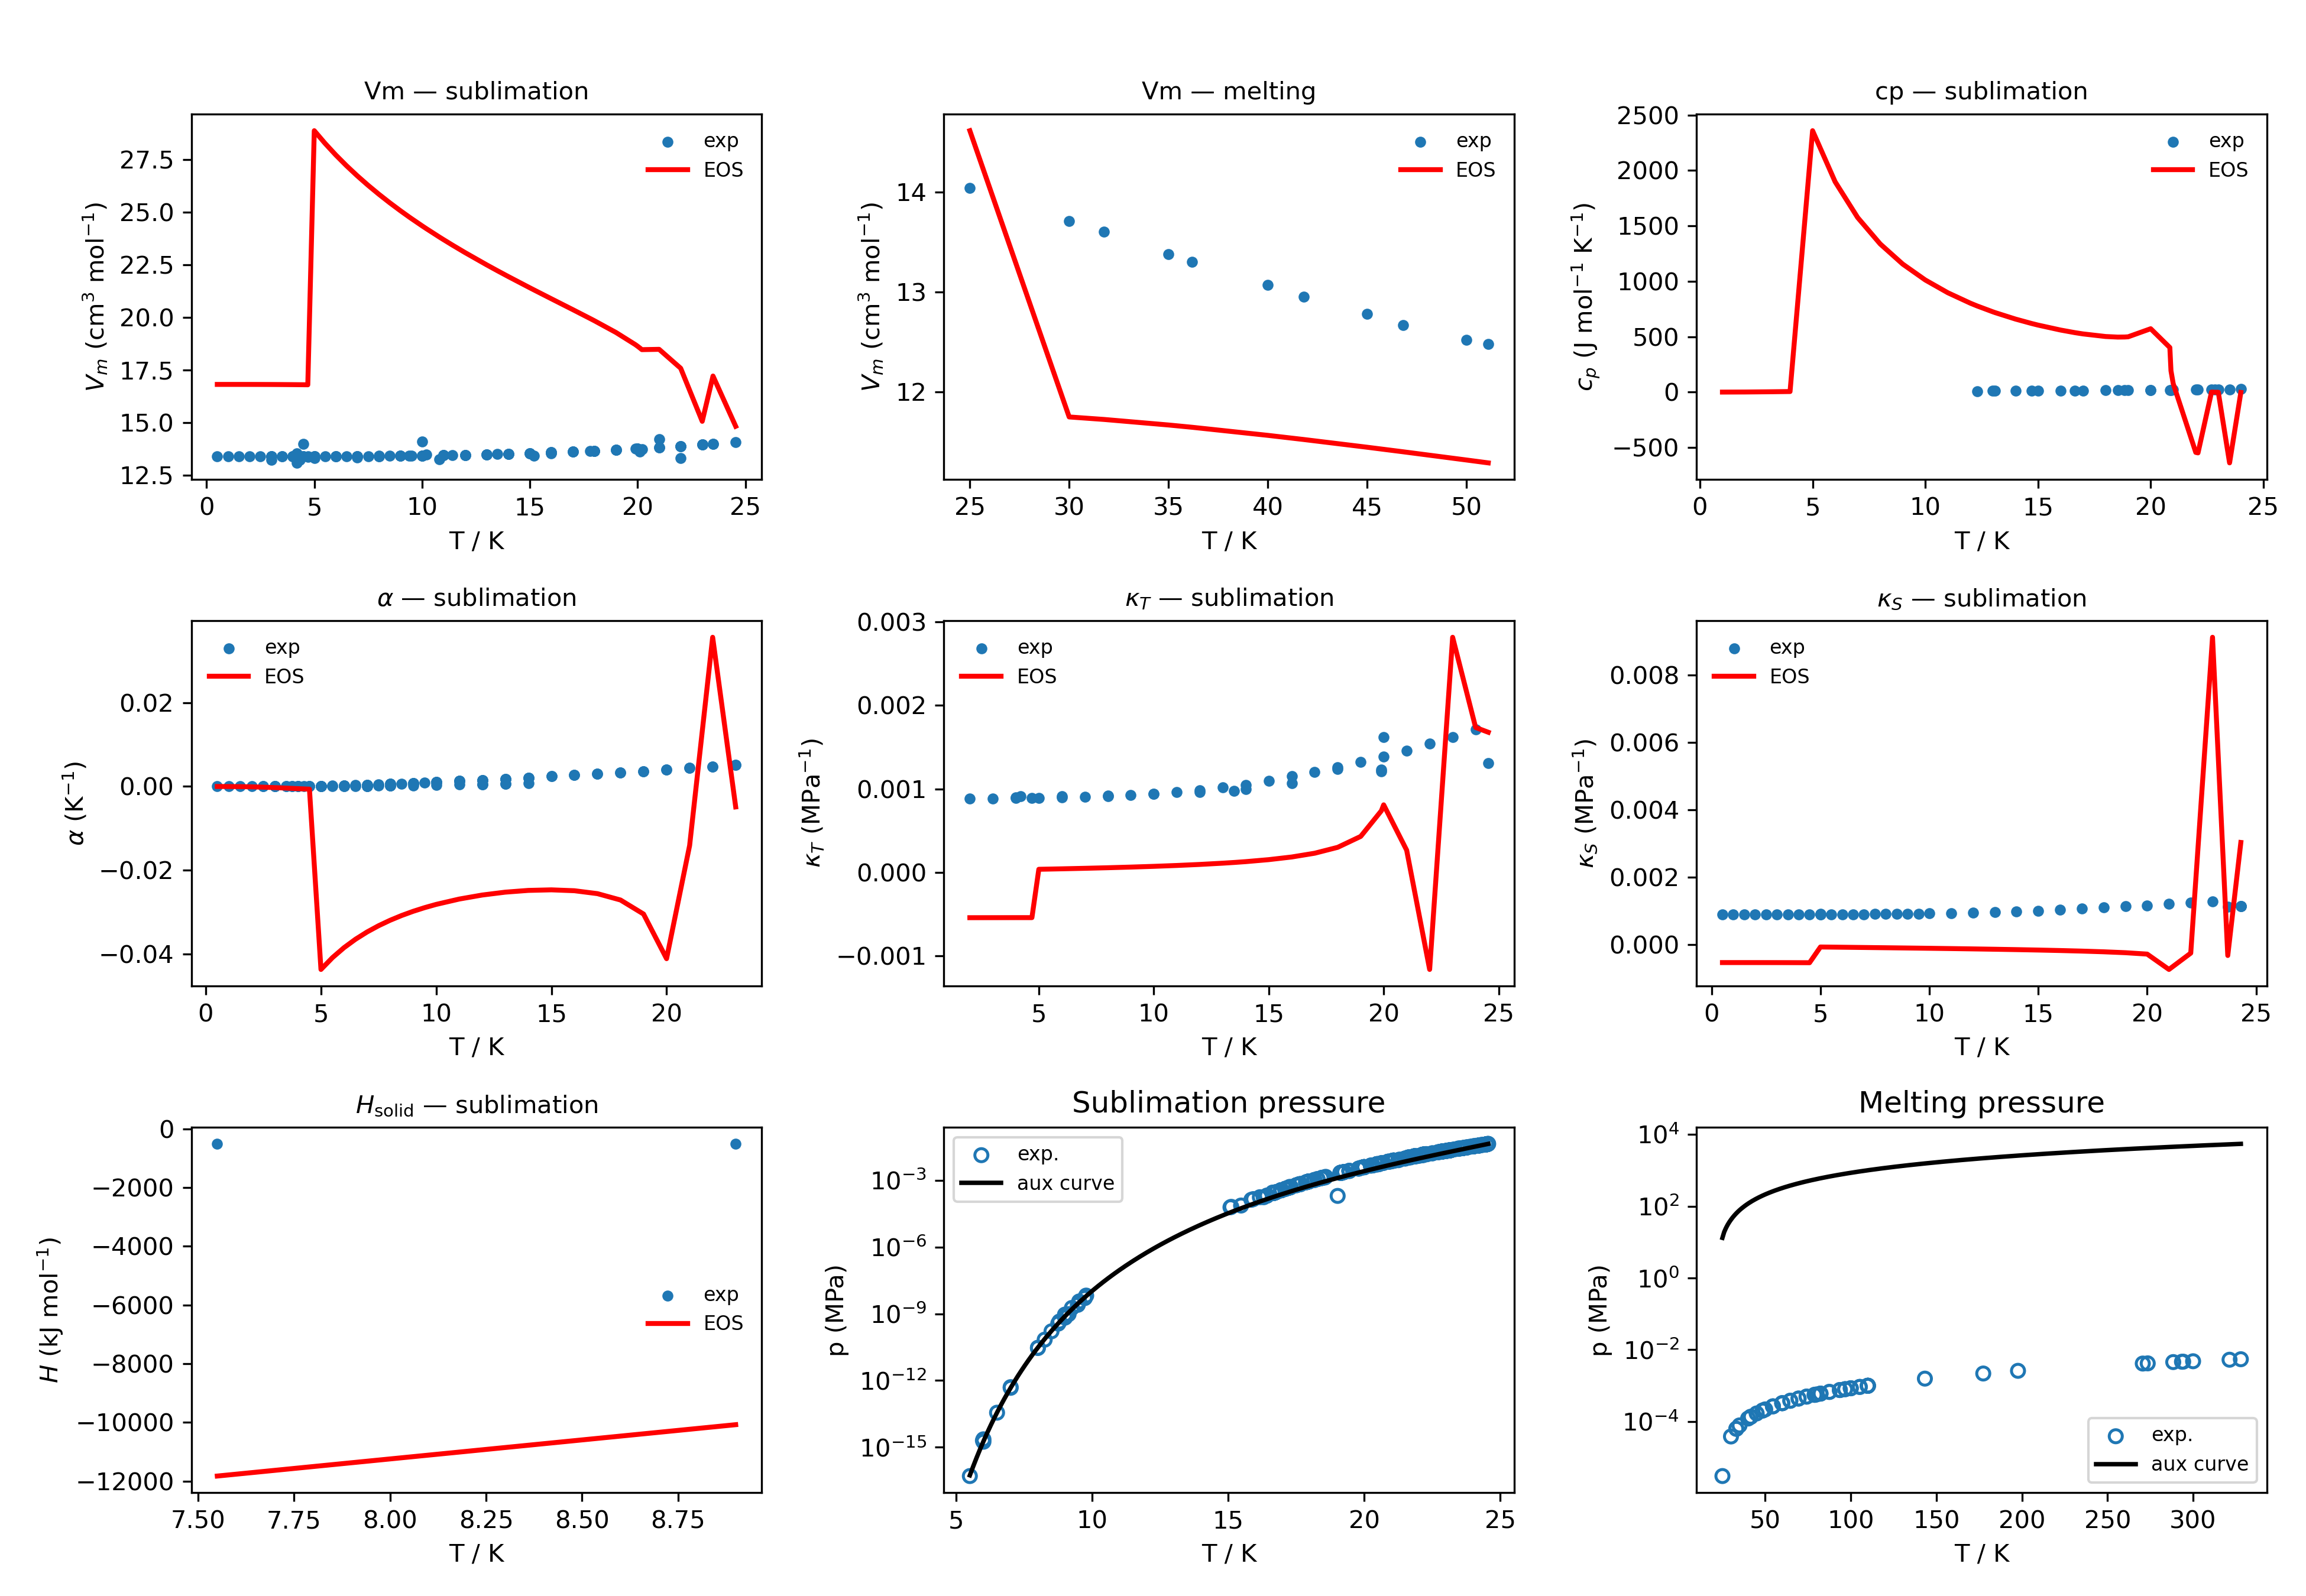 Vm — sublimation
27.5
25.0
22.5
20.0
17.5
15.0
12.5
0 5 10 15 20 25
T / K
V_m (cm³ mol⁻¹)
exp
EOS
Vm — melting
14
13
12
25 30 35 40 45 50
T / K
V_m (cm³ mol⁻¹)
exp
EOS
cp — sublimation
2500
2000
1500
1000
500
0
−500
0 5 10 15 20 25
T / K
c_p (J mol⁻¹ K⁻¹)
exp
EOS
α — sublimation
0.02
0.00
−0.02
−0.04
0 5 10 15 20
T / K
α (K⁻¹)
exp
EOS
κ_T — sublimation
0.003
0.002
0.001
0.000
−0.001
5 10 15 20 25
T / K
κ_T (MPa⁻¹)
exp
EOS
κ_S — sublimation
0.008
0.006
0.004
0.002
0.000
0 5 10 15 20 25
T / K
κ_S (MPa⁻¹)
exp
EOS
H_solid — sublimation
0
−2000
−4000
−6000
−8000
−10000
−12000
7.50 7.75 8.00 8.25 8.50 8.75
T / K
H (kJ mol⁻¹)
exp
EOS
Sublimation pressure
10⁻³
10⁻⁶
10⁻⁹
10⁻¹²
10⁻¹⁵
5 10 15 20 25
T / K
p (MPa)
exp.
aux curve
Melting pressure
10⁴
10²
10⁰
10⁻²
10⁻⁴
50 100 150 200 250 300
T / K
p (MPa)
exp.
aux curve